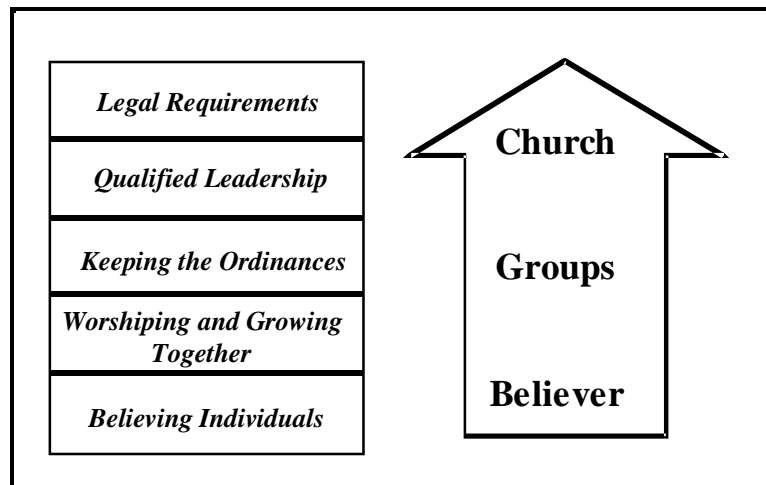 Legal Requirements
Qualified Leadership
Keeping the Ordinances
Worshiping and Growing
Together
Believing Individuals
Church
Groups
Believer